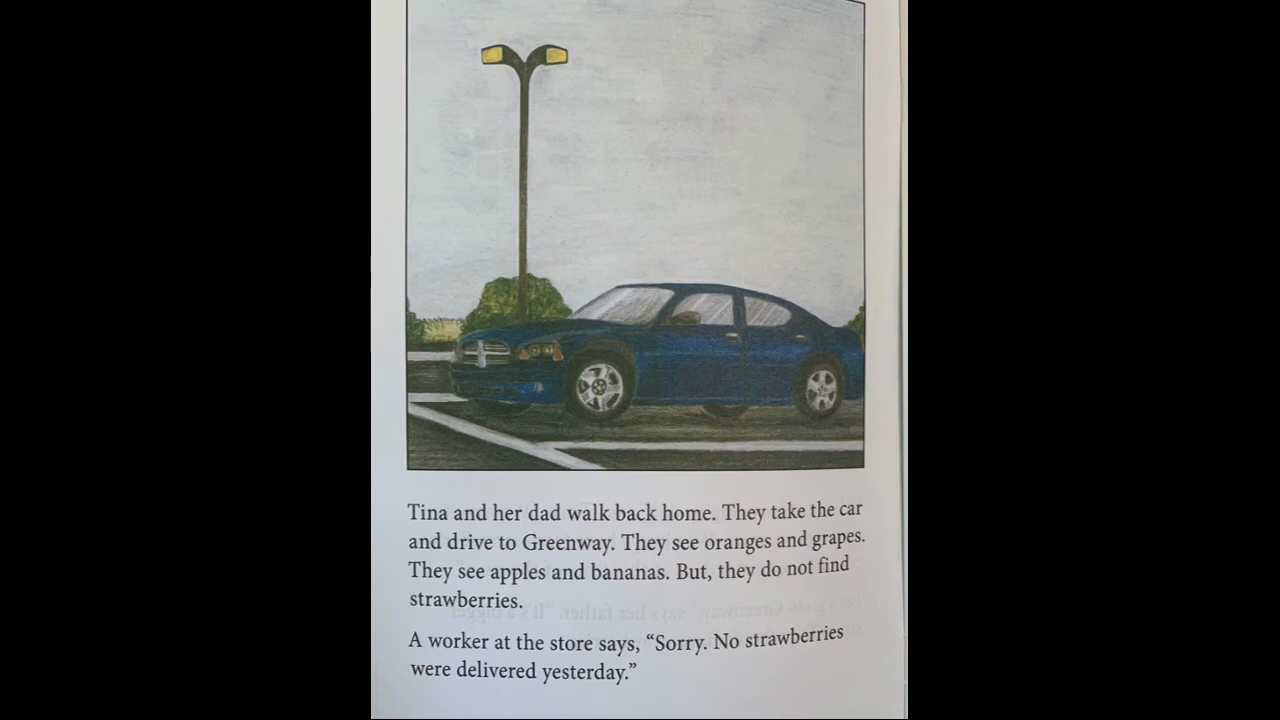 Tina and her dad walk back home. They take the car
and drive to Greenway. They see oranges and grapes.
They see apples and bananas. But, they do not find
strawberries.
A worker at the store says, “Sorry. No strawberries
were delivered yesterday.”